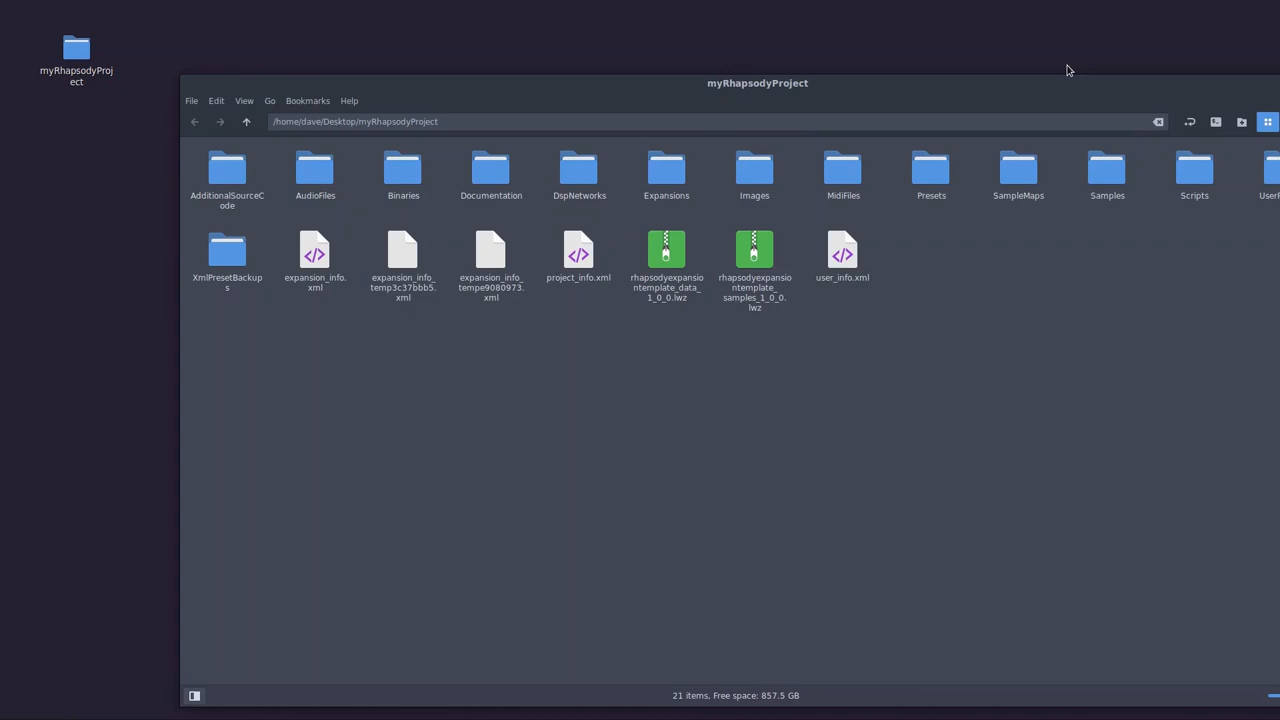 myRhapsodyProj
ect
myRhapsodyProject
File Edit View Go Bookmarks Help
/home/dave/Desktop/myRhapsodyProject
AdditionalSourceC
ode
AudioFiles
Binaries
Documentation
DspNetworks
Expansions
Images
MidiFiles
Presets
SampleMaps
Samples
Scripts
UserP
XmlPresetBackup
s
expansion_info.
xml
expansion_info_
temp3c37bbb5.
xml
expansion_info_
tempe9080973.
xml
project_info.xml
rhapsodyexpansio
ntemplate_data_
1_0_0.lwz
rhapsodyexpansio
ntemplate_
samples_1_0_0.
lwz
user_info.xml
21 items, Free space: 857.5 GB